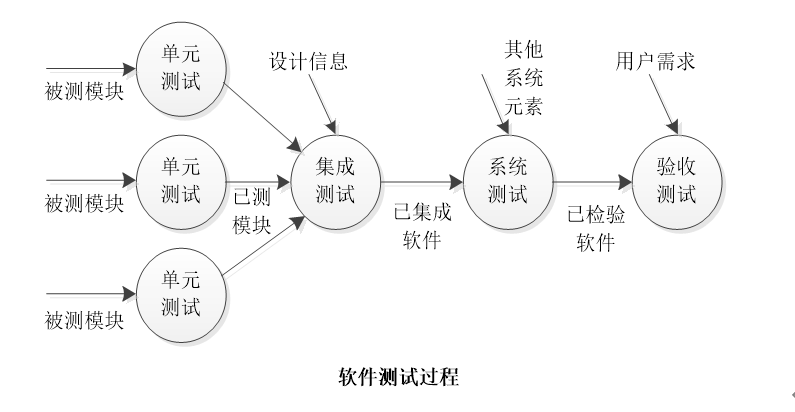 单元
测试
被测模块
设计信息
其他
系统
元素
用户需求
单元
测试
被测模块
已测
模块
集成
测试
已集成
软件
系统
测试
已检验
软件
验收
测试
单元
测试
被测模块
软件测试过程